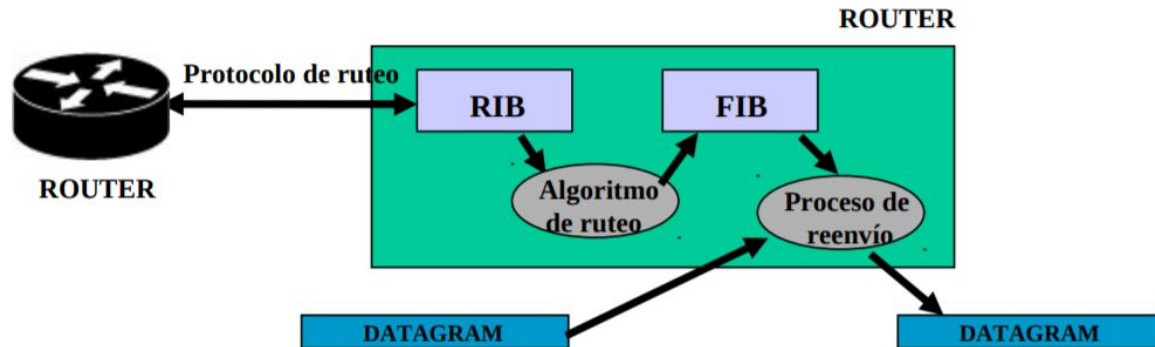 ROUTER
Protocolo de ruteo
RIB
FIB
ROUTER
Algoritmo
de ruteo
Proceso de
reenvío
DATAGRAM
DATAGRAM